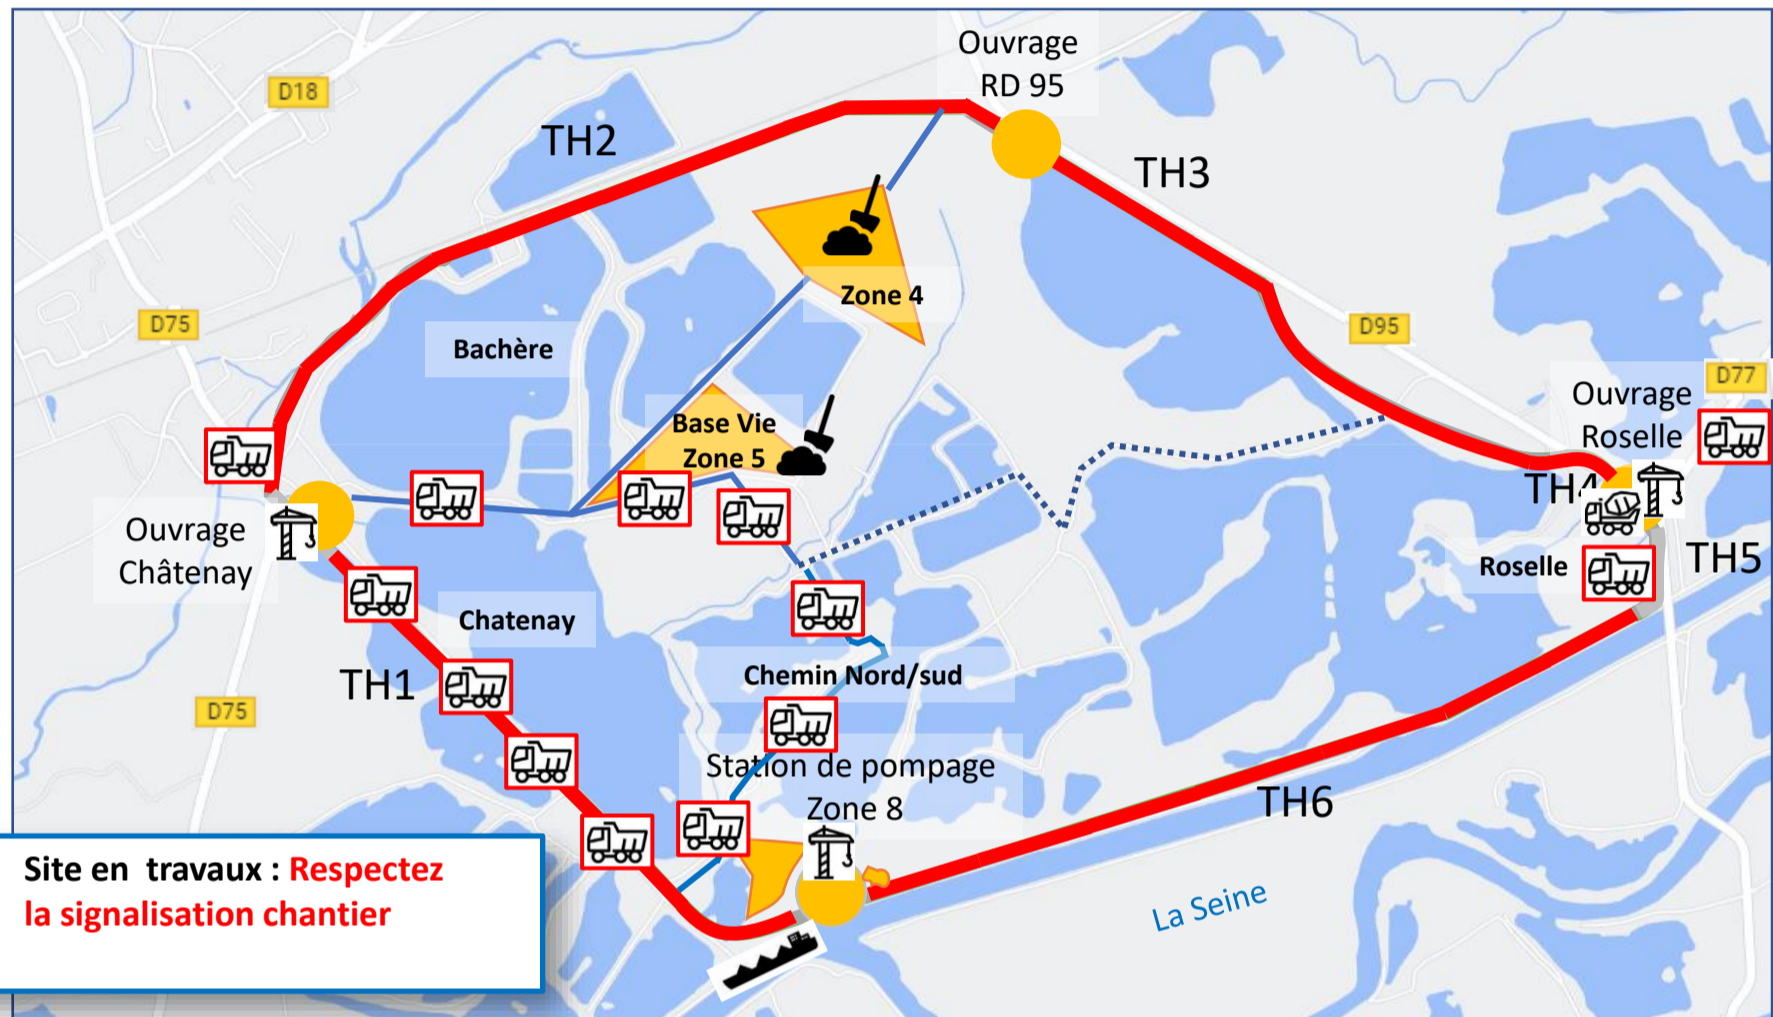 Ouvrage
RD 95
D18
TH2
TH3
Zone 4
D75
Bachère
D95
D77
Ouvrage
Roselle
Base Vie
Zone 5
TH4
Ouvrage
Châtenay
Roselle
TH5
Chatenay
Chemin Nord/sud
TH1
D75
Station de pompage
Zone 8
TH6
La Seine
Site en  travaux : Respectez
la signalisation chantier